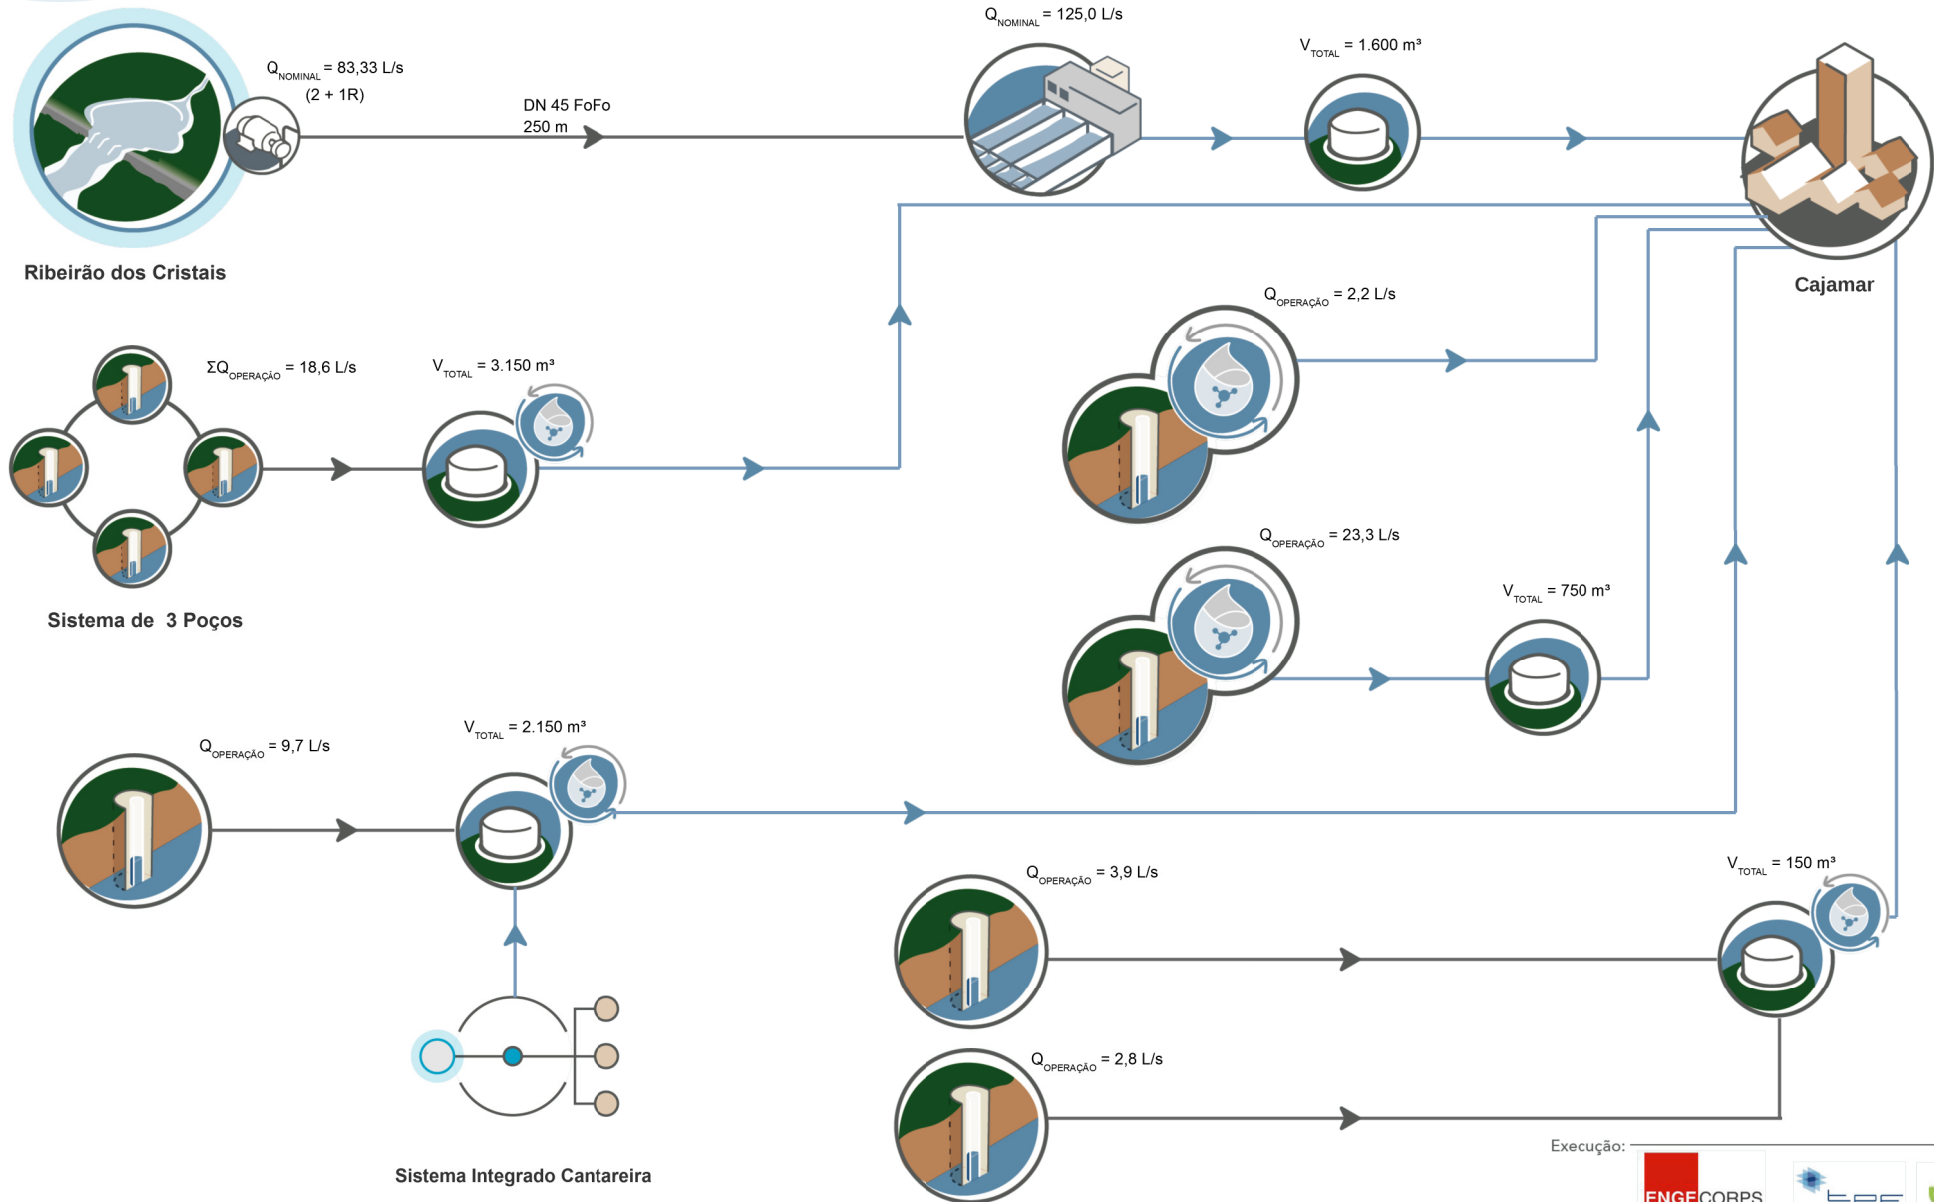 Q NOMINAL = 83,33 L/s
(2 + 1R)
DN 45 FoFo
250 m
Q NOMINAL = 125,0 L/s
V TOTAL = 1.600 m³
Ribeirão dos Cristais
Cajamar
ΣQ OPERAÇÃO = 18,6 L/s
V TOTAL = 3.150 m³
Q OPERAÇÃO = 2,2 L/s
Sistema de 3 Poços
Q OPERAÇÃO = 23,3 L/s
V TOTAL = 750 m³
Q OPERAÇÃO = 9,7 L/s
V TOTAL = 2.150 m³
Q OPERAÇÃO = 3,9 L/s
V TOTAL = 150 m³
Q OPERAÇÃO = 2,8 L/s
Sistema Integrado Cantareira
Execução:
ENGECORPS